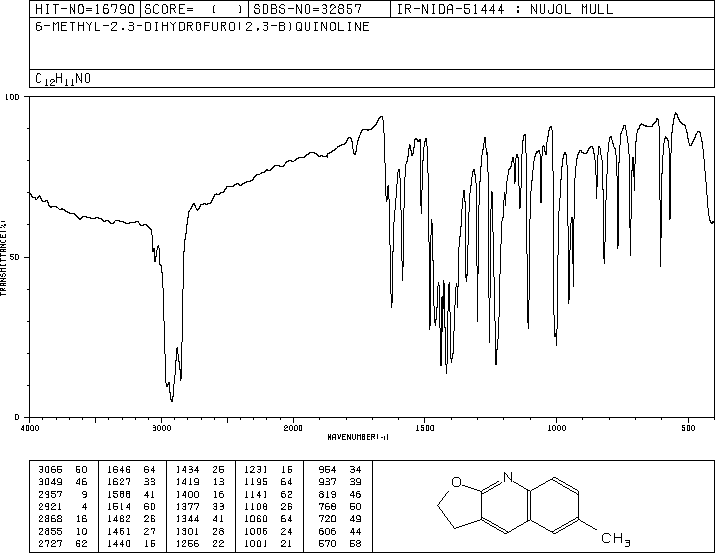 HIT-NO=16790 SCORE= ( ) SDBS-NO=32857 IR-NIDA-51444 : NUJOL MULL
6-METHYL-2,3-DIHYDROFURO(2,3-B)QUINOLINE
C12H11NO
100
50
0
TRANSMITTANCE(%)
4000 3000 2000 1500 1000 500
WAVENUMBER(-1)
3065 50 1646 64 1434 25 1231 15 954 34
3049 46 1627 33 1419 13 1195 64 937 39
2957 9 1588 41 1400 16 1141 62 819 46
2921 4 1514 60 1377 33 1108 26 768 50
2868 16 1482 26 1344 41 1060 64 720 49
2855 10 1461 27 1301 28 1006 24 606 44
2727 62 1440 15 1256 22 1001 21 570 58
O
N
CH3